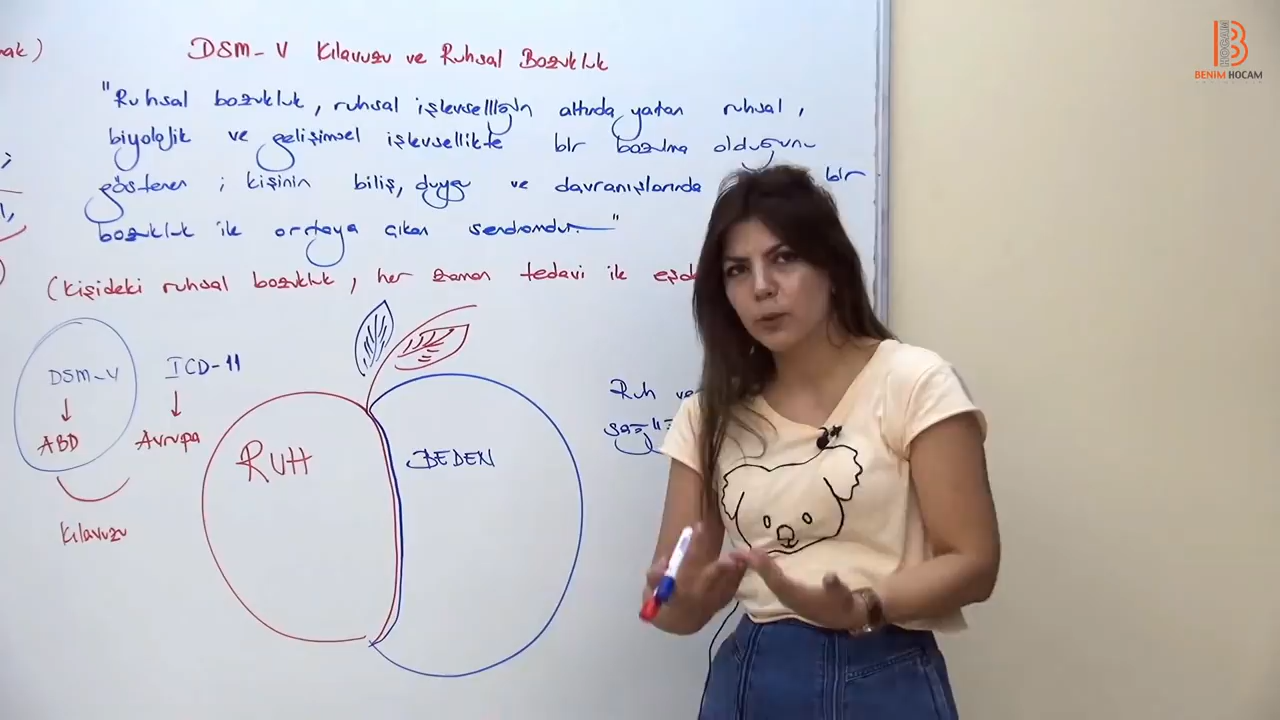 DSM-V Kılavuzu ve Ruhsal Bozukluk
"Ruhsal bozukluk, ruhsal işlevselliğin altında yatan ruhsal,
biyolojik ve gelişimsel işlevsellikte bir bozulma olduğunu
gösteren ; kişinin biliş, duygu ve davranışlarında bir
bozukluk ile ortaya çıkan sendromdur."
(Kişideki ruhsal bozukluk, her zaman tedavi ile
DSM-V
ICD-11
ABD
Avrupa
Kılavuzu
RUH
BEDEN
Ruh
BENİM HOCAM